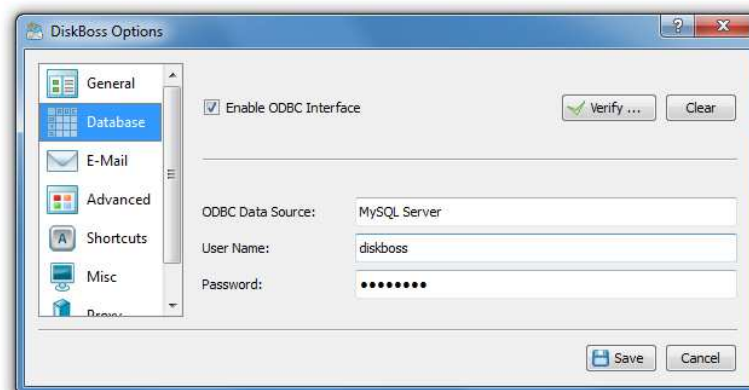 DiskBoss Options
General
Database
E-Mail
Advanced
A Shortcuts
Misc
Proxy
Enable ODBC Interface
Verify ... Clear
ODBC Data Source: MySQL Server
User Name: diskboss
Password: ••••••••
Save Cancel